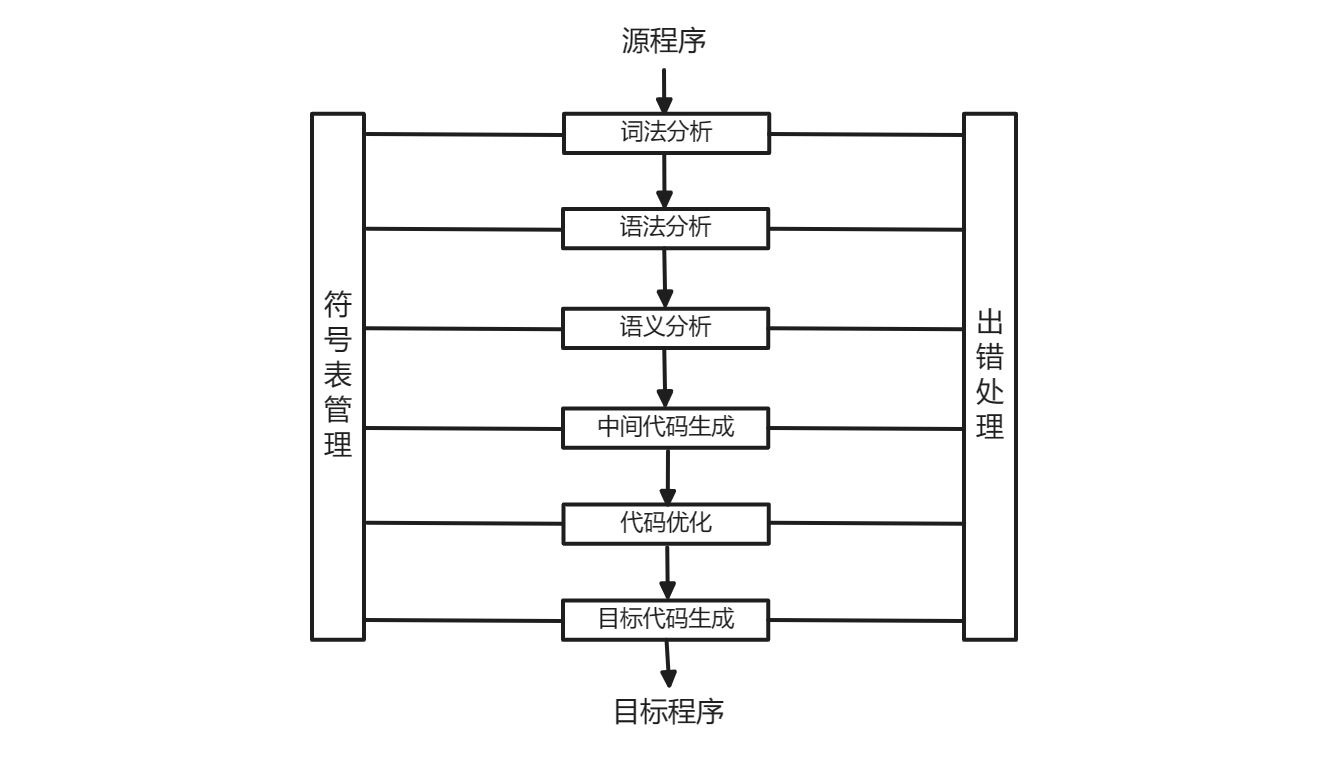 源程序
词法分析
语法分析
语义分析
中间代码生成
代码优化
目标代码生成
目标程序
符号表管理
出错处理